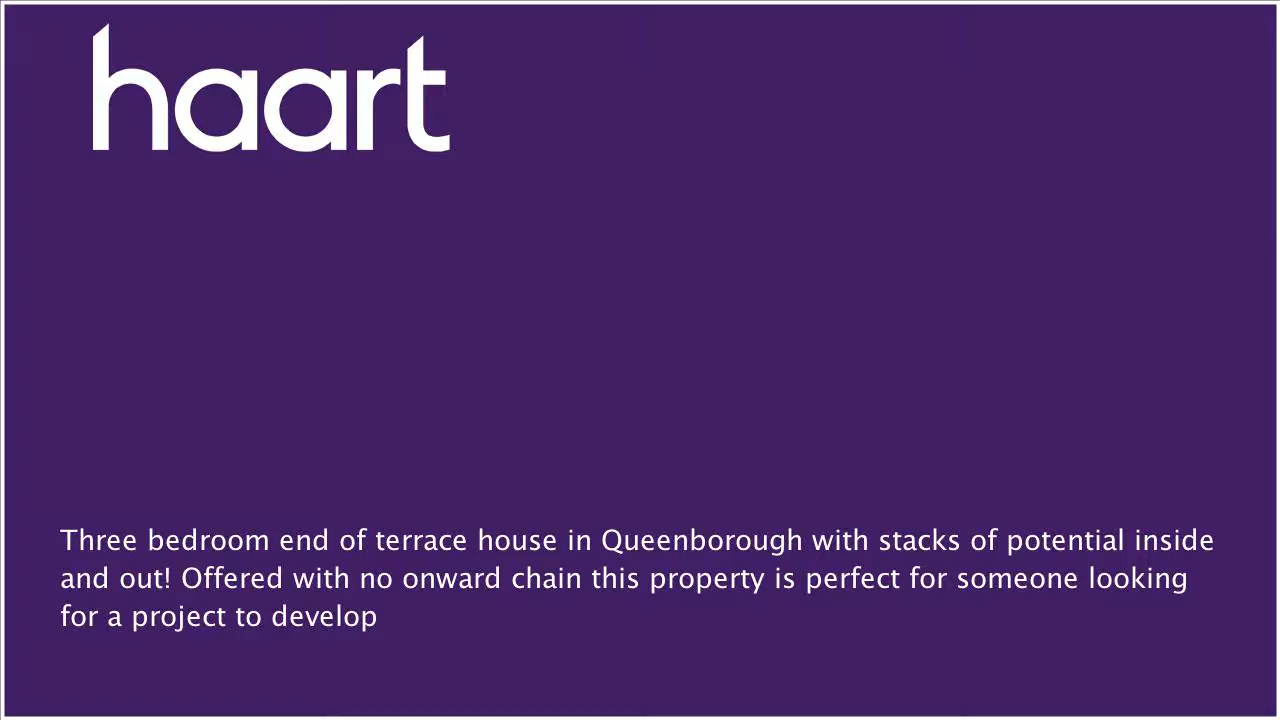 haart
Three bedroom end of terrace house in Queenborough with stacks of potential inside
and out! Offered with no onward chain this property is perfect for someone looking
for a project to develop